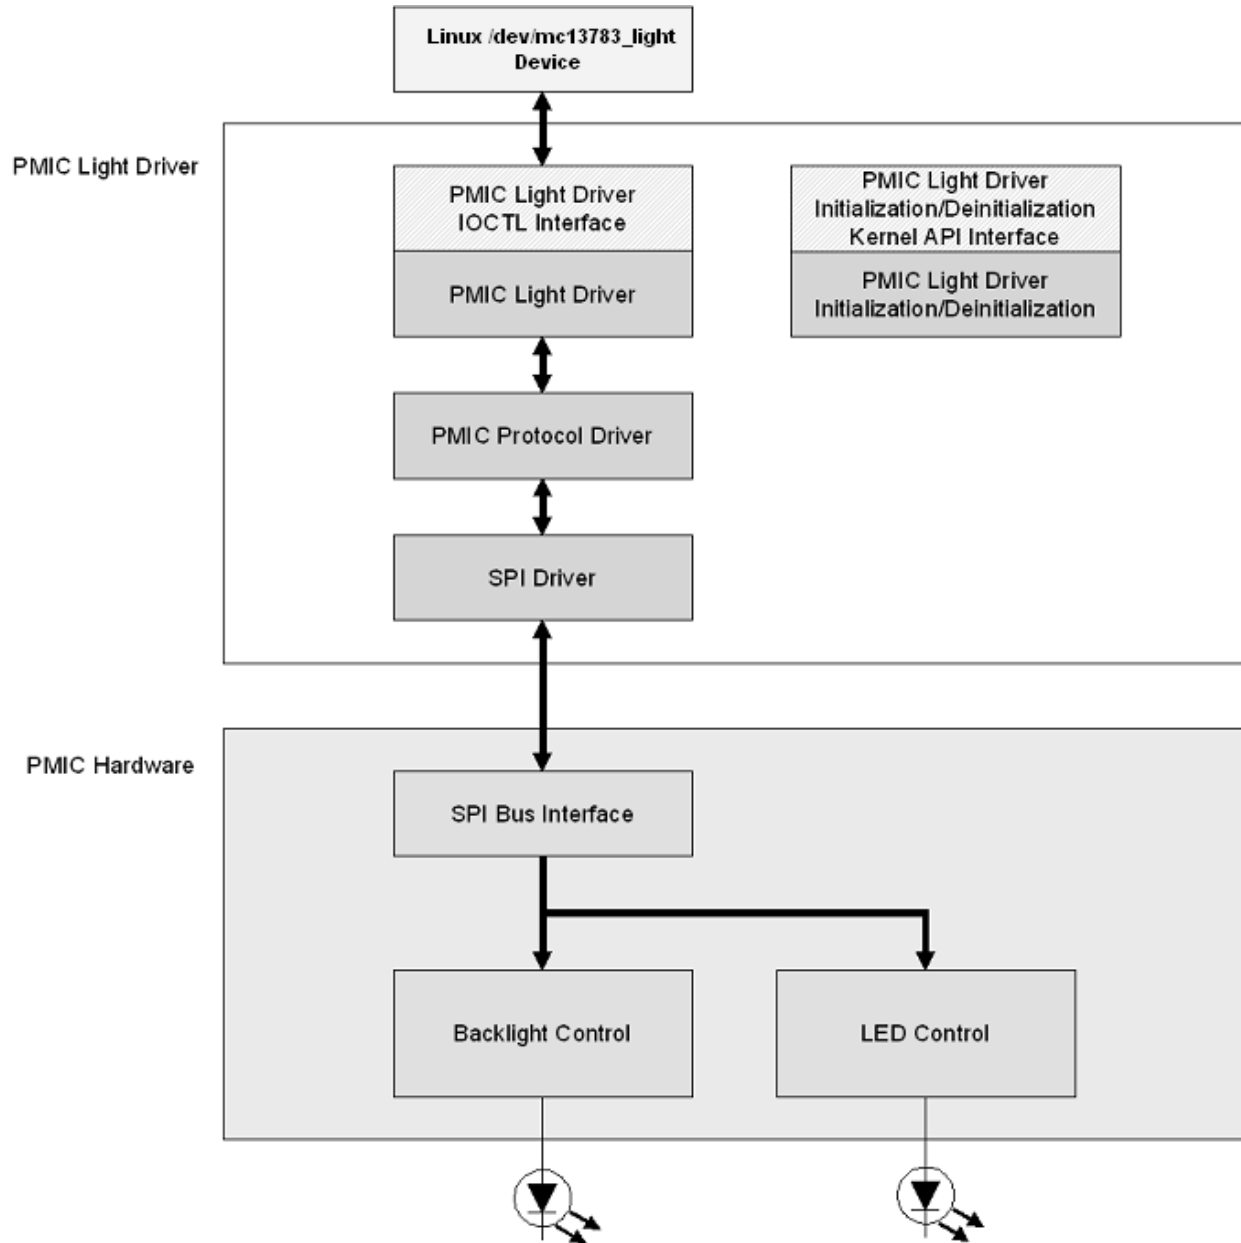 Linux /dev/mc13783_light
Device
PMIC Light Driver
PMIC Light Driver
IOCTL Interface
PMIC Light Driver
Initialization/Deinitialization
Kernel API Interface
PMIC Light Driver
PMIC Light Driver
Initialization/Deinitialization
PMIC Protocol Driver
SPI Driver
PMIC Hardware
SPI Bus Interface
Backlight Control
LED Control